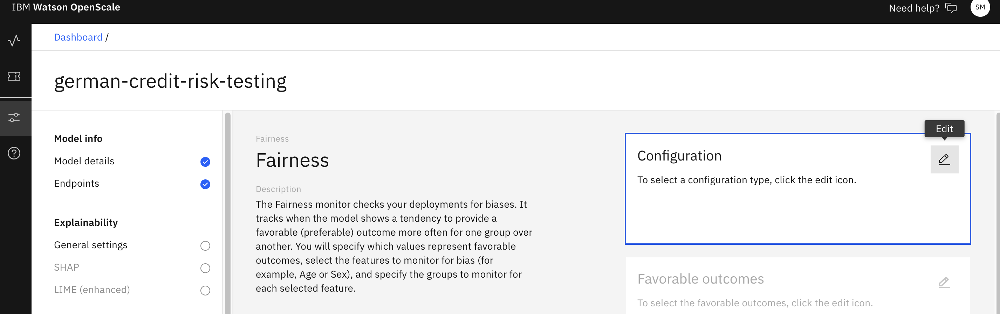 IBM Watson OpenScale
Need help?
SM
Dashboard /
german-credit-risk-testing
Model info
Model details
Endpoints
Explainability
General settings
SHAP
LIME (enhanced)
Fairness
Fairness
Description
The Fairness monitor checks your deployments for biases. It
tracks when the model shows a tendency to provide a
favorable (preferable) outcome more often for one group over
another. You will specify which values represent favorable
outcomes, select the features to monitor for bias (for
example, Age or Sex), and specify the groups to monitor for
each selected feature.
Edit
Configuration
To select a configuration type, click the edit icon.
Favorable outcomes
To select the favorable outcomes, click the edit icon.